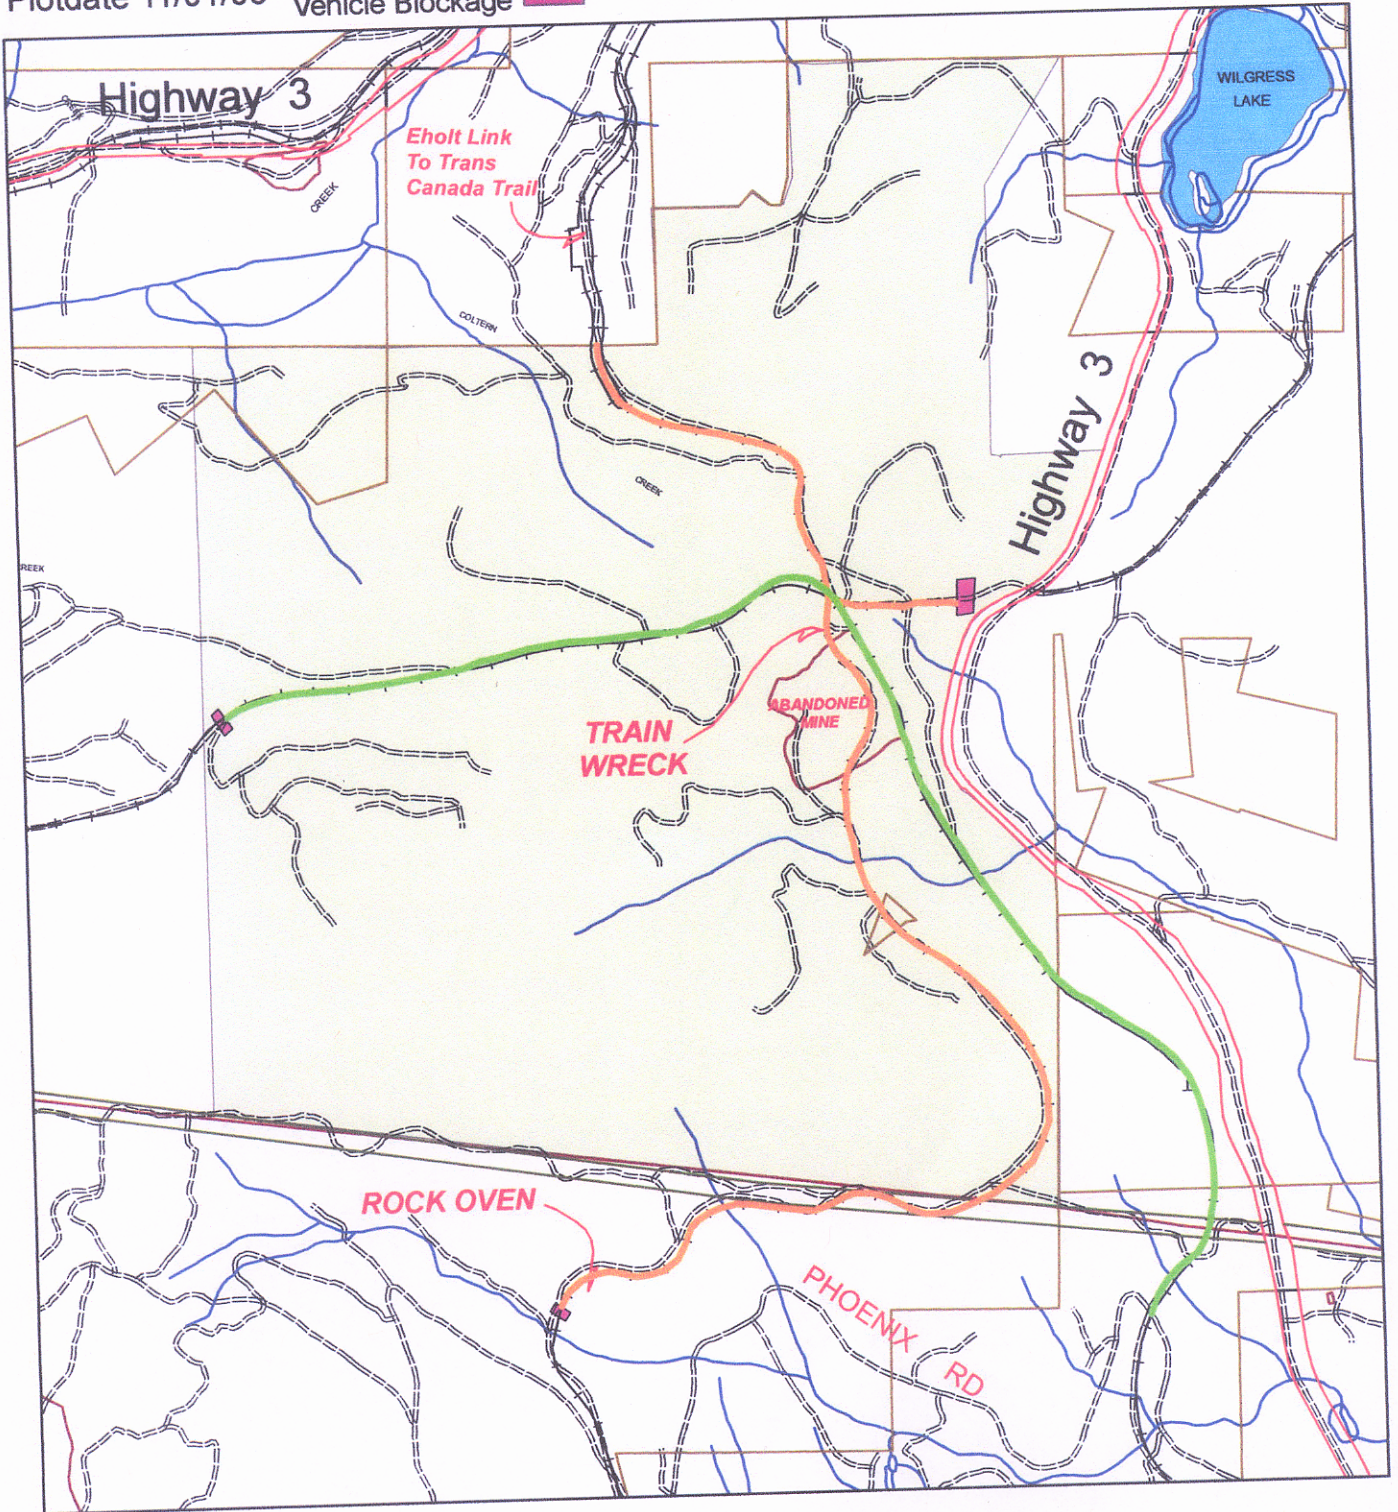 Vehicle Blockage
Highway 3
WILGRESS
LAKE
Eholt Link
To Trans
Canada Trail
CREEK
COLTERN
Highway 3
CREEK
REEK
ABANDONED
MINE
TRAIN
WRECK
ROCK OVEN
PHOENIX
RD